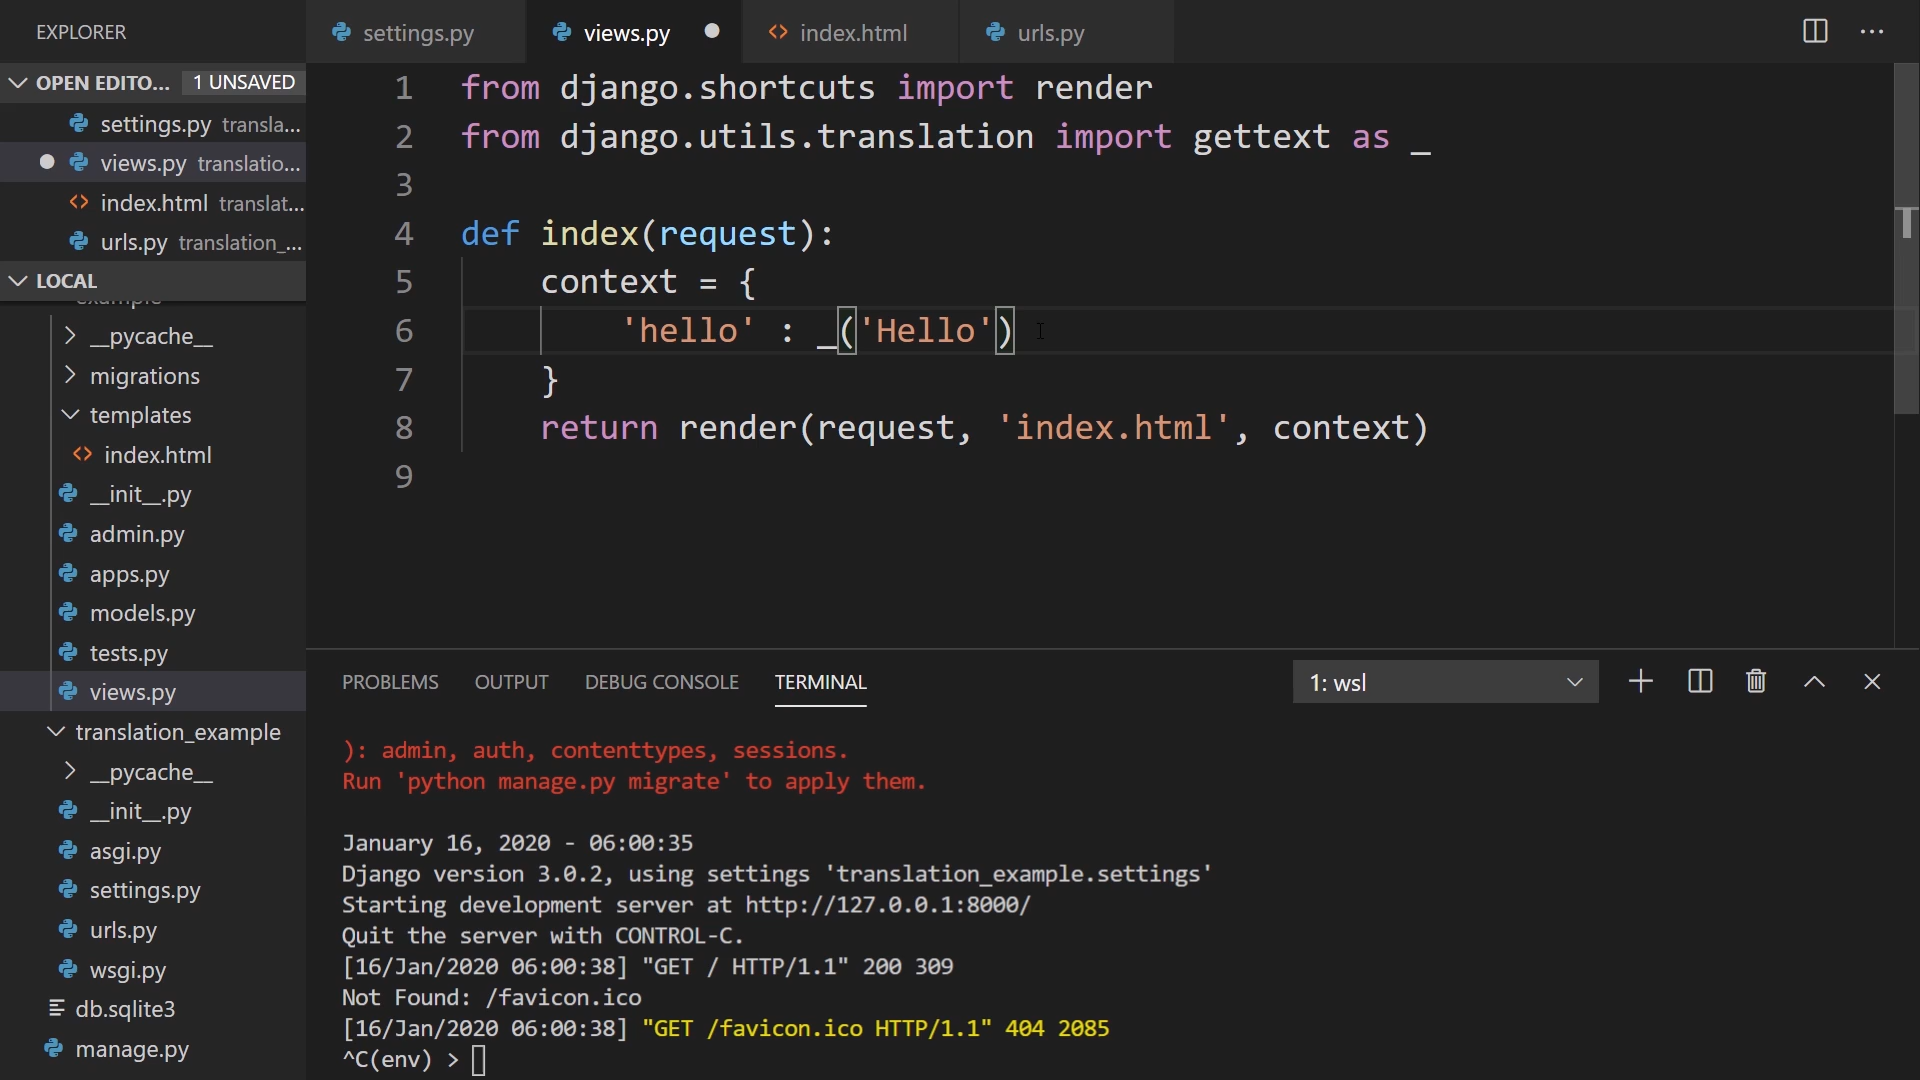 EXPLORER
OPEN EDITO... 1 UNSAVED
settings.py transla...
views.py translatio...
index.html translat...
urls.py translation_...
LOCAL
example
__pycache__
migrations
templates
index.html
__init__.py
admin.py
apps.py
models.py
tests.py
views.py
translation_example
__pycache__
__init__.py
asgi.py
settings.py
urls.py
wsgi.py
db.sqlite3
manage.py
settings.py views.py index.html urls.py
1 from django.shortcuts import render
2 from django.utils.translation import gettext as _
3
4 def index(request):
5 context = {
6 'hello' : _('Hello')
7 }
8 return render(request, 'index.html', context)
9
PROBLEMS OUTPUT DEBUG CONSOLE TERMINAL 1: wsl
): admin, auth, contenttypes, sessions.
Run 'python manage.py migrate' to apply them.
January 16, 2020 - 06:00:35
Django version 3.0.2, using settings 'translation_example.settings'
Starting development server at http://127.0.0.1:8000/
Quit the server with CONTROL-C.
[16/Jan/2020 06:00:38] "GET / HTTP/1.1" 200 309
Not Found: /favicon.ico
[16/Jan/2020 06:00:38] "GET /favicon.ico HTTP/1.1" 404 2085
^C(env) >